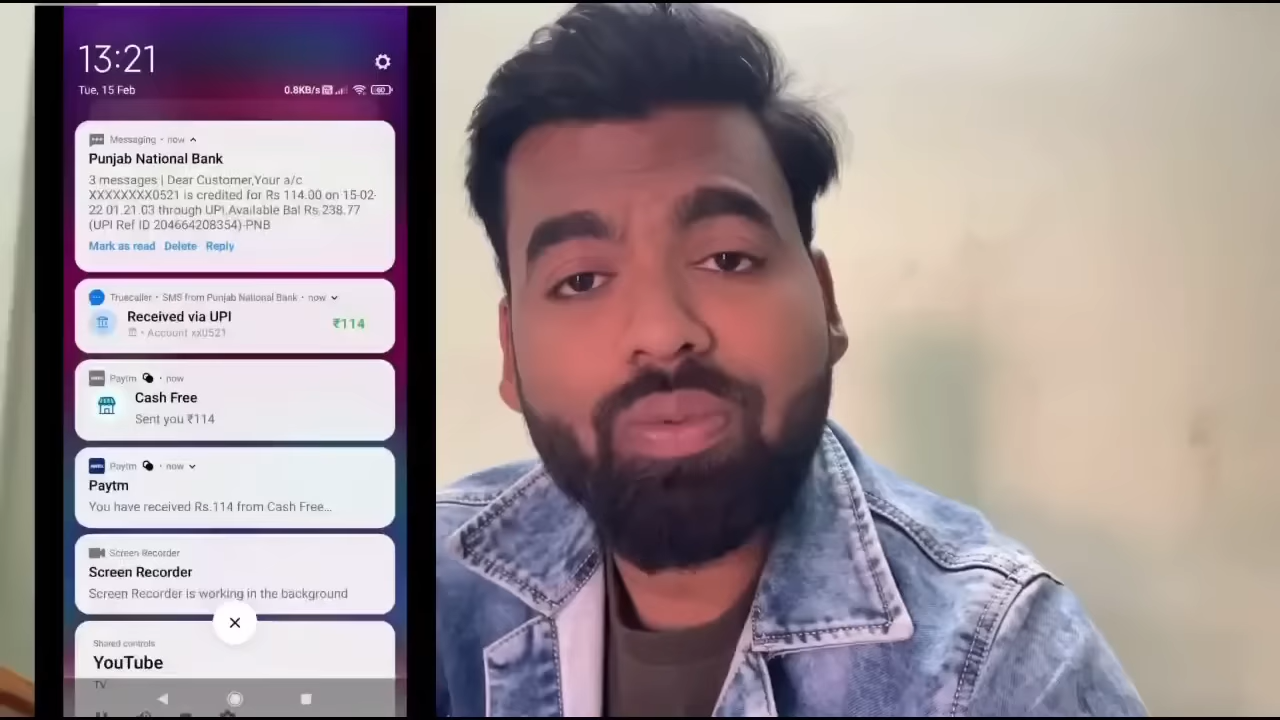 13:21
Tue, 15 Feb
0.8KB/s
60
Messaging • now
Punjab National Bank
3 messages | Dear Customer,Your a/c
XXXXXXXX0521 is credited for Rs 114.00 on 15-02-
22 01.21.03 through UPI.Available Bal Rs.238.77
(UPI Ref ID 204664208354)-PNB
Mark as read Delete Reply
Truecaller • SMS from Punjab National Bank • now
Received via UPI
₹114
• Account xx0521
Paytm • now
Cash Free
Sent you ₹114
Paytm • now
Paytm
You have received Rs.114 from Cash Free...
Screen Recorder
Screen Recorder
Screen Recorder is working in the background
Shared controls
YouTube
TV